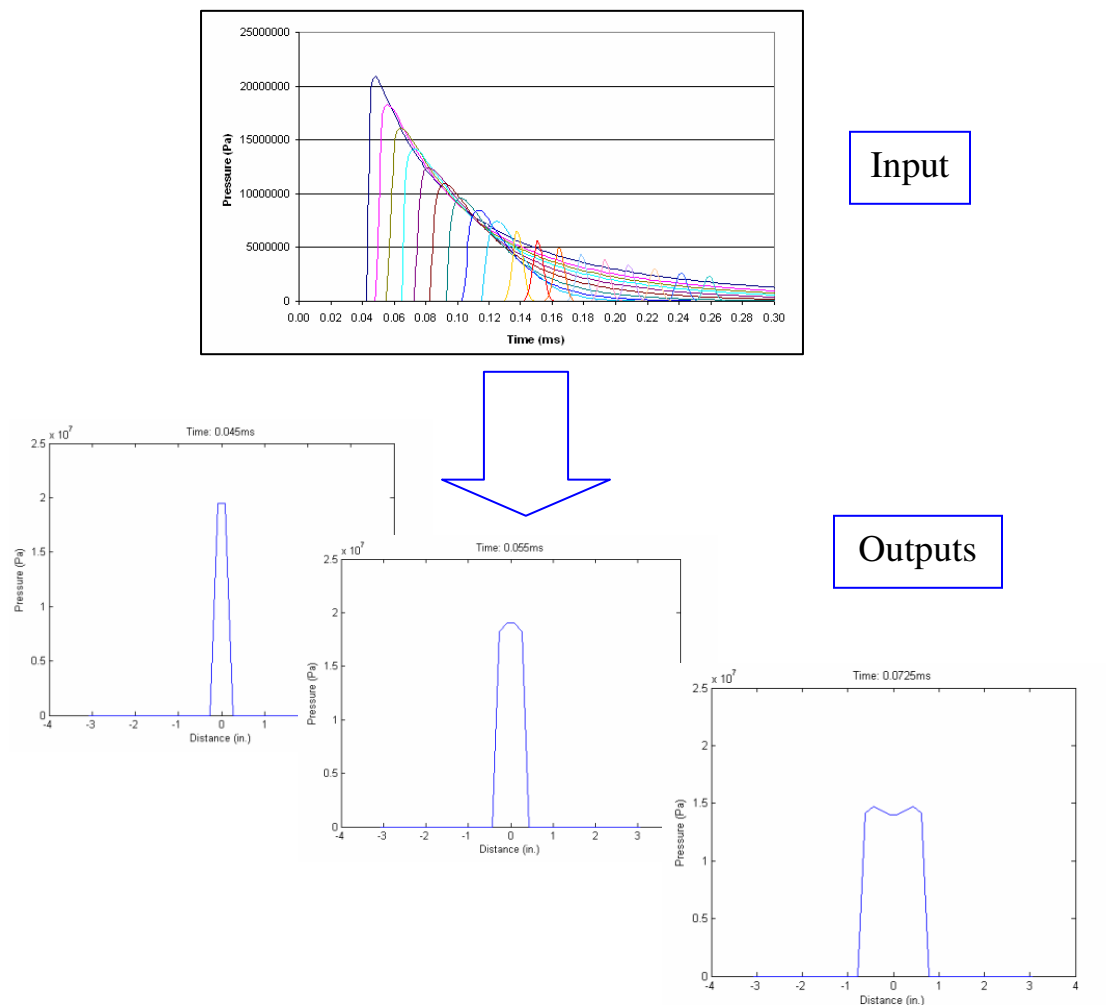 25000000
20000000
15000000
10000000
5000000
0
Pressure (Pa)
0.00 0.02 0.04 0.06 0.08 0.10 0.12 0.14 0.16 0.18 0.20 0.22 0.24 0.26 0.28 0.30
Time (ms)
Input
Time: 0.045ms
x 10^7
2.5
2
1.5
1
0.5
0
Pressure (Pa)
-4 -3 -2 -1 0 1
Distance (in.)
Outputs
Time: 0.055ms
x 10^7
2.5
2
1.5
1
0.5
0
Pressure (Pa)
-4 -3 -2 -1 0 1 2 3
Distance (in.)
Time: 0.0725ms
x 10^7
2.5
2
1.5
1
0.5
0
Pressure (Pa)
-4 -3 -2 -1 0 1 2 3 4
Distance (in.)